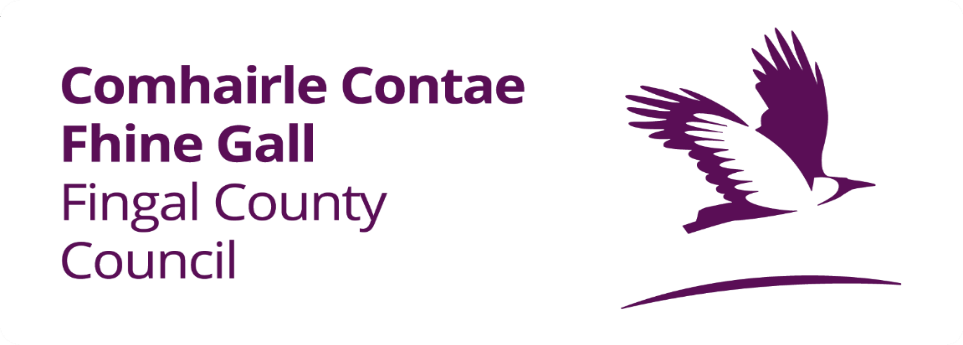 Comhairle Contae
Fhine Gall
Fingal County
Council